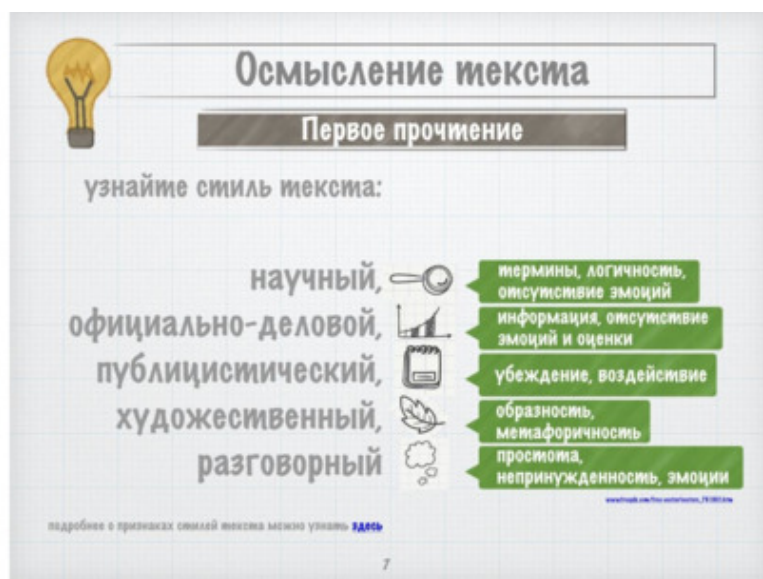 Осмысление текста
Первое прочтение
узнайте стиль текста:
научный,
термины, логичность,
отсутствие эмоций
официально-деловой,
информация, отсутствие
эмоций и оценки
публицистический,
убеждение, воздействие
художественный,
образность,
метафоричность
разговорный
простота,
непринужденность, эмоции
подробнее о признаках стилей текста можно узнать здесь
7